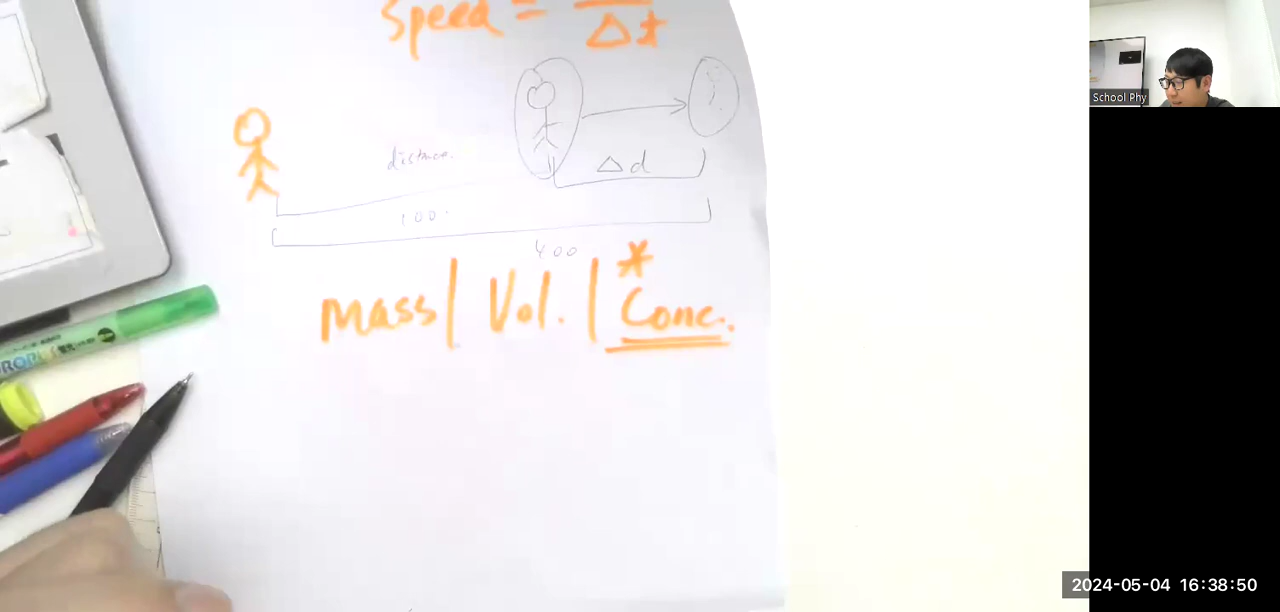 Speed = 
Δt
distance.
Δd
100.
400
*
Mass | Vol. | Conc.
School Phy
2024-05-04 16:38:50